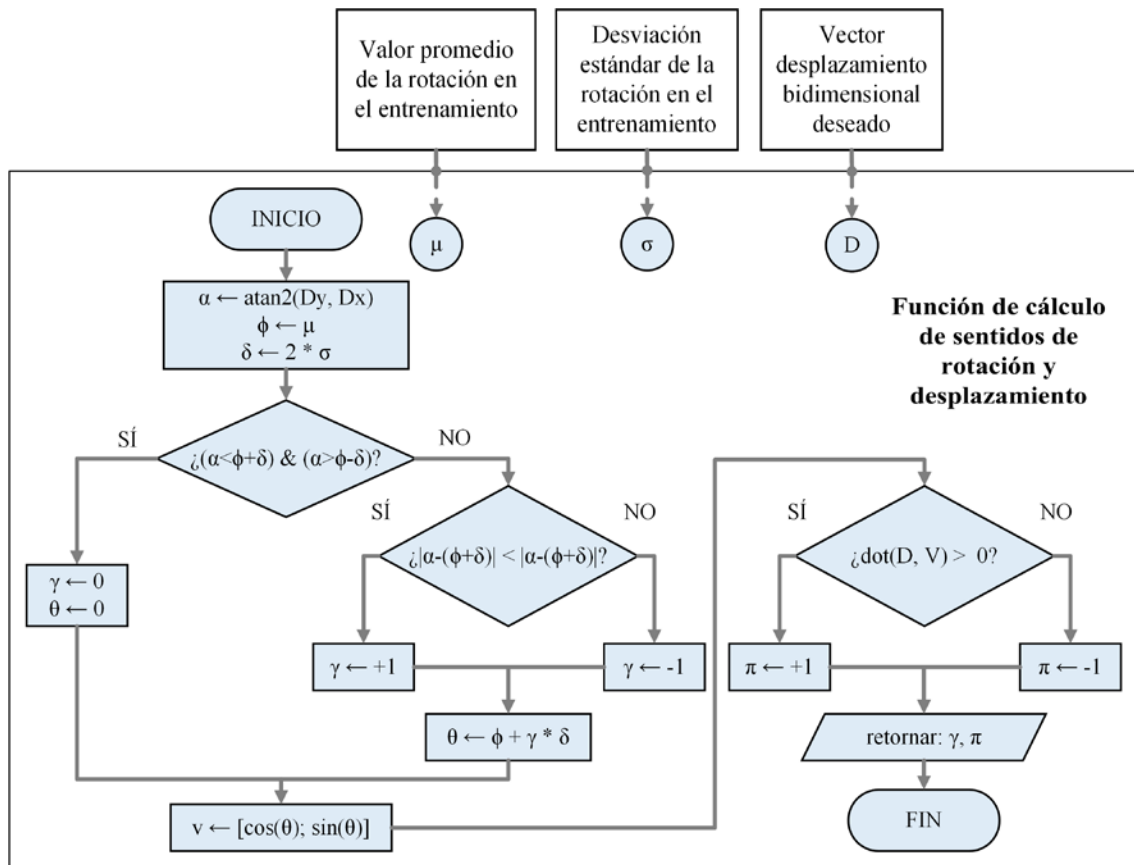 Valor promedio
de la rotación en
el entrenamiento
Desviación
estándar de la
rotación en el
entrenamiento
Vector
desplazamiento
bidimensional
deseado
INICIO
μ
σ
D
α ← atan2(Dy, Dx)
ϕ ← μ
δ ← 2 * σ
Función de cálculo
de sentidos de
rotación y
desplazamiento
SÍ
¿(α<ϕ+δ) & (α>ϕ-δ)?
NO
γ ← 0
θ ← 0
SÍ
¿|α-(ϕ+δ)| < |α-(ϕ+δ)|?
NO
γ ← +1
γ ← -1
θ ← ϕ + γ * δ
v ← [cos(θ); sin(θ)]
SÍ
¿dot(D, V) > 0?
NO
π ← +1
π ← -1
retornar: γ, π
FIN